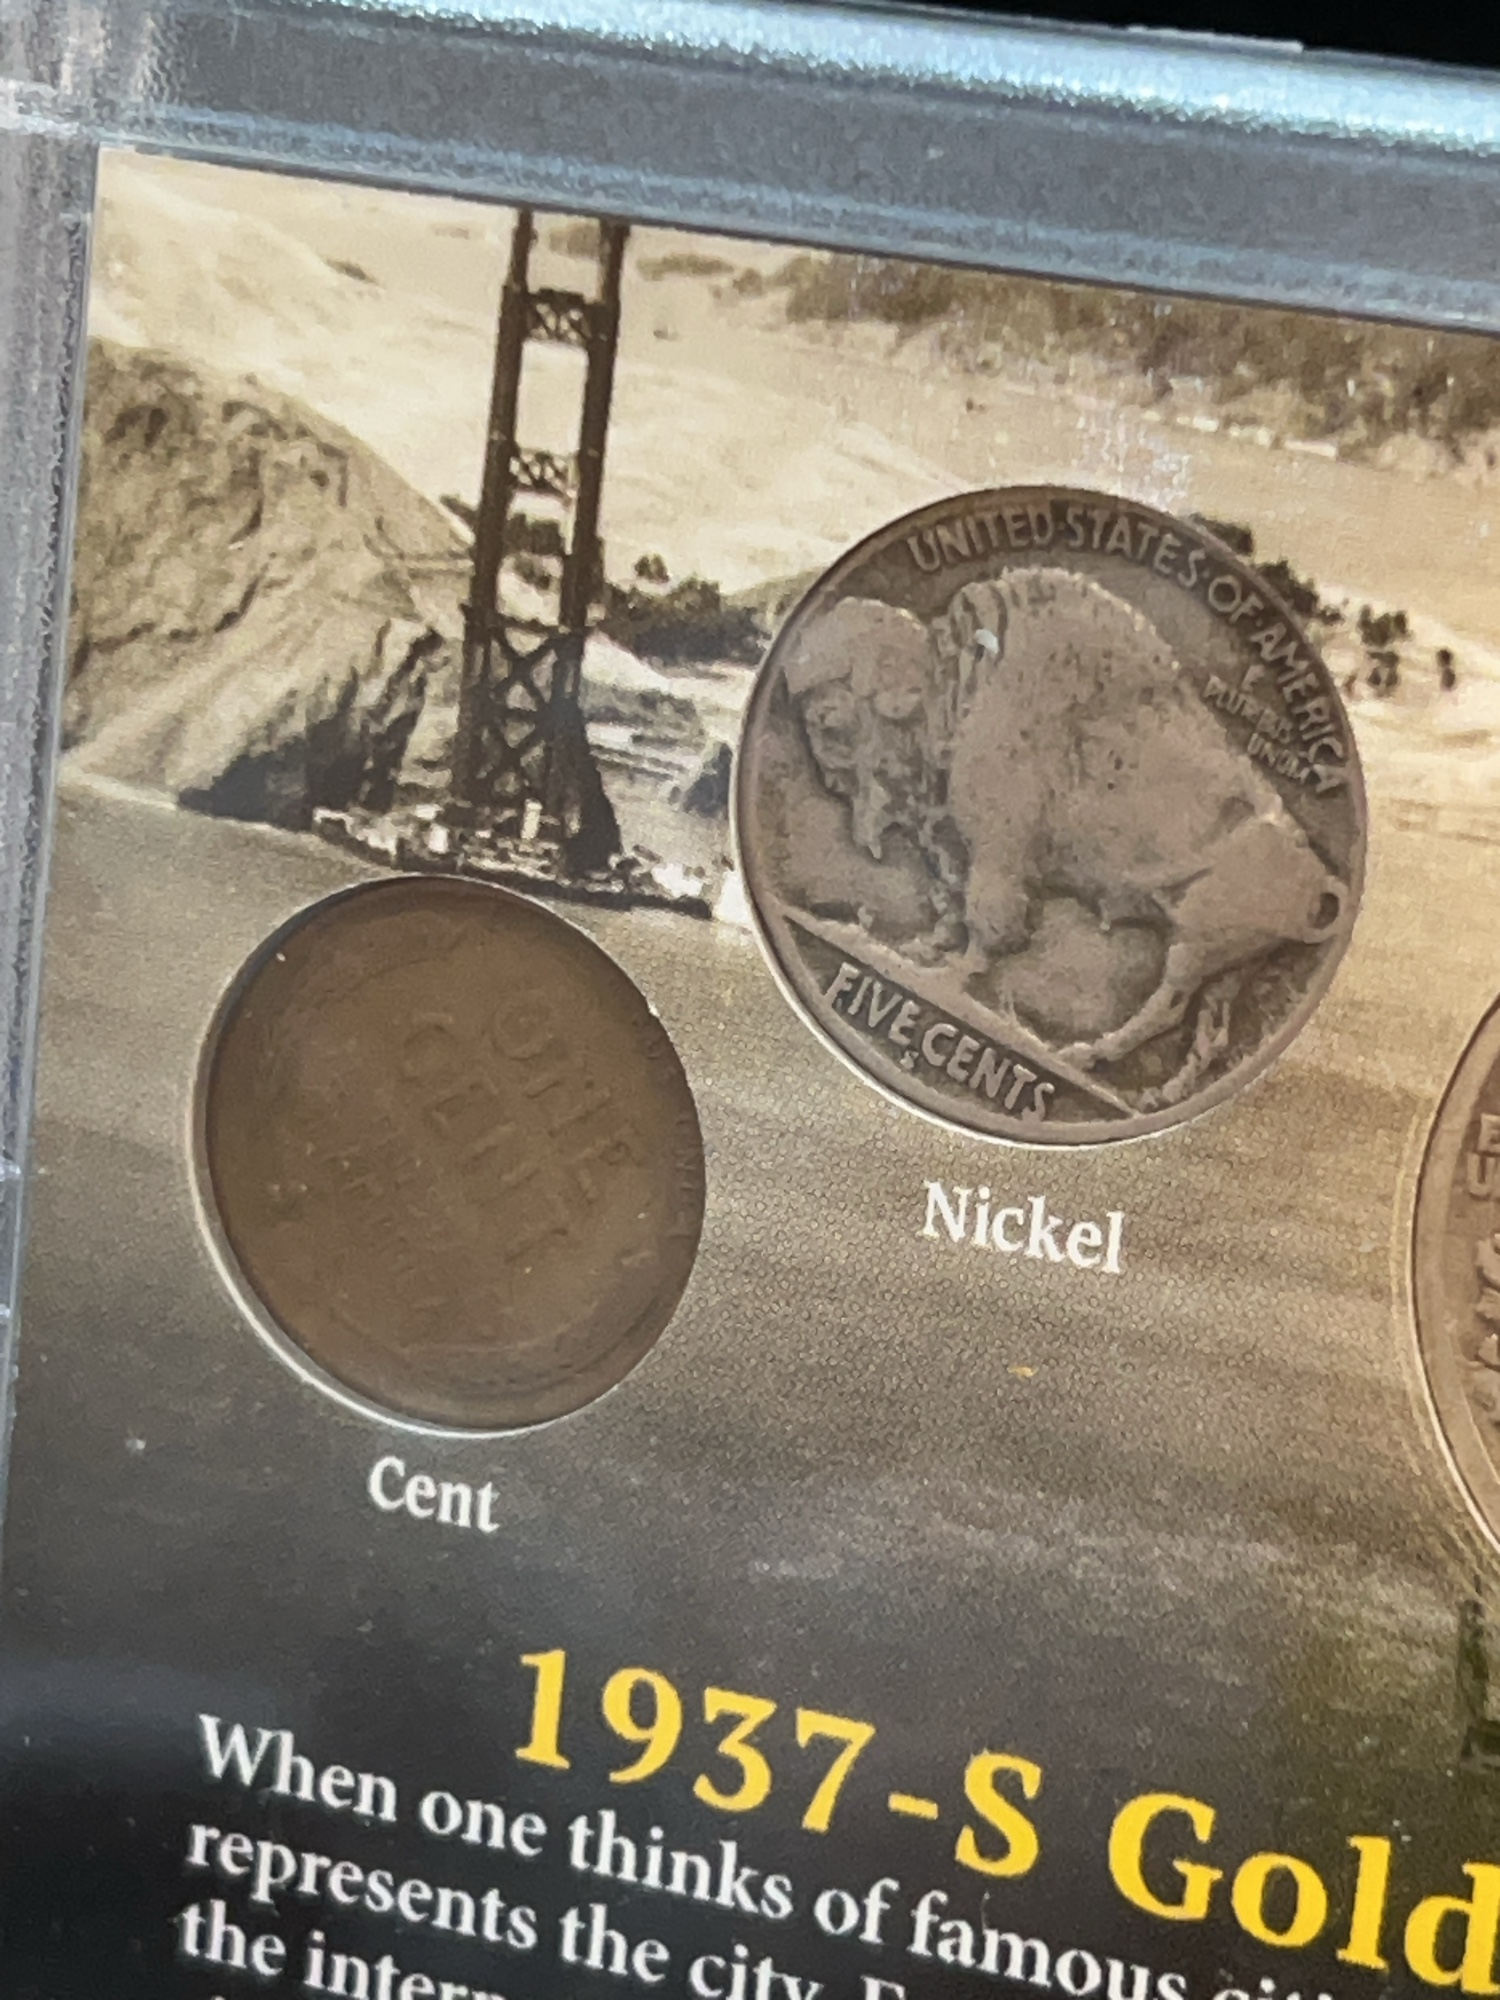 UNITED·STATES·OF·AMERICA
E
PLURIBUS
UNUM
FIVE CENTS
S
Nickel
ONE
CENT
Cent
1937-S Gold
When one thinks of famous
represents the city.
the